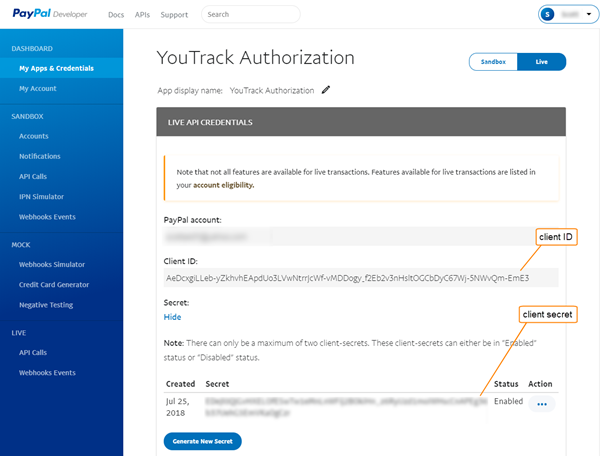 PayPal Developer
Docs APIs Support Search
S
DASHBOARD
My Apps & Credentials
My Account
SANDBOX
Accounts
Notifications
API Calls
IPN Simulator
Webhooks Events
MOCK
Webhooks Simulator
Credit Card Generator
Negative Testing
LIVE
API Calls
Webhooks Events
YouTrack Authorization
Sandbox Live
App display name: YouTrack Authorization
LIVE API CREDENTIALS
Note that not all features are available for live transactions. Features available for live transactions are listed in
your account eligibility.
PayPal account:
client ID
Client ID:
AeDcxgiLLeb-yZkhvhEApdUo3LVwNtrrJcWf-vMDDogy_f2Eb2v3nHsltOGCbDyC67Wj-5NWvQm-EmE3
Secret:
Hide
client secret
Note: There can only be a maximum of two client-secrets. These client-secrets can either be in "Enabled"
status or "Disabled" status.
Created Secret Status Action
Jul 25,
2018
Enabled
Generate New Secret